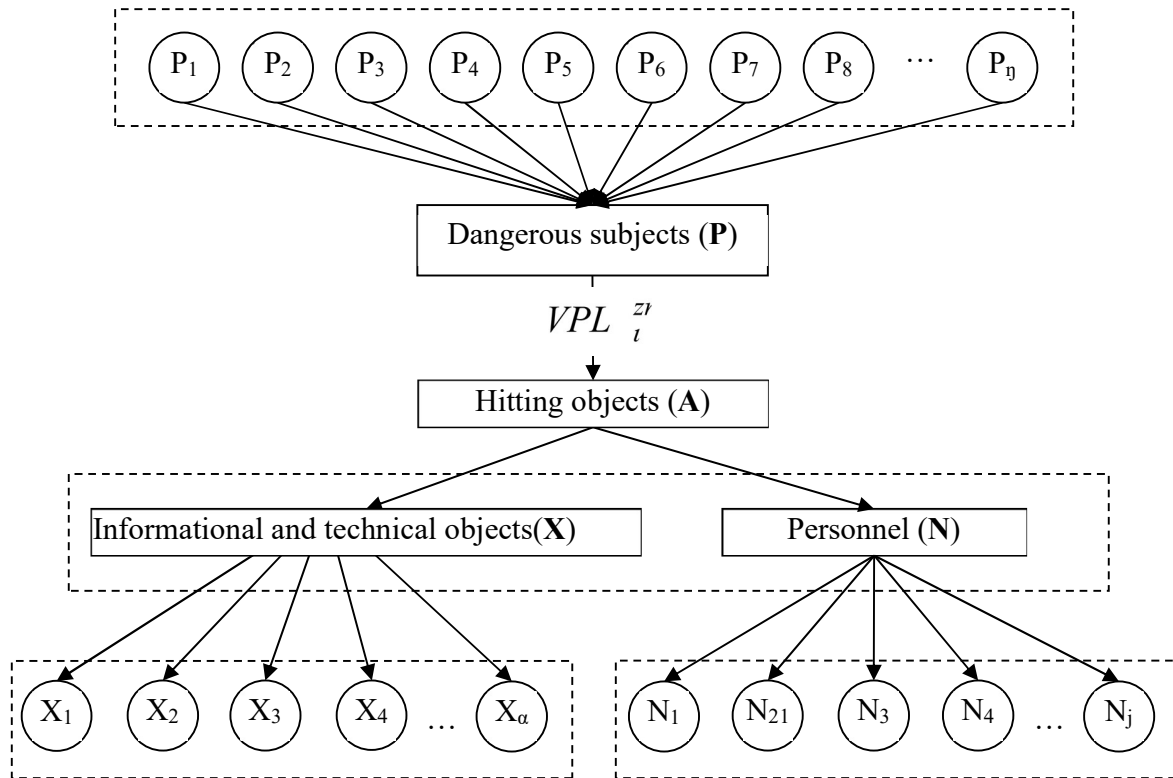 P₁ P₂ P₃ P₄ P₅ P₆ P₇ P₈ … Pŋ
Dangerous subjects (P)
VPL zr ι
Hitting objects (A)
Informational and technical objects(X) Personnel (N)
X₁ X₂ X₃ X₄ … Xα N₁ N₂₁ N₃ N₄ … Nj